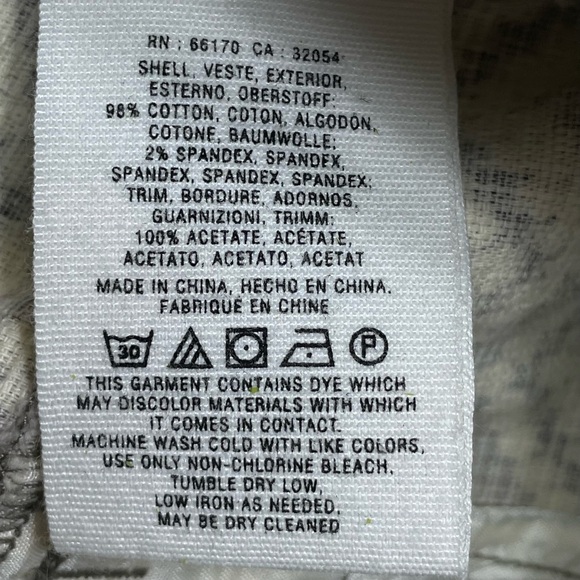 RN : 66170 CA : 32054
SHELL, VESTE, EXTERIOR,
ESTERNO, OBERSTOFF:
98% COTTON, COTON, ALGODON,
COTONE, BAUMWOLLE;
2% SPANDEX, SPANDEX,
SPANDEX, SPANDEX, SPANDEX;
TRIM, BORDURE, ADORNOS,
GUARNIZIONI, TRIMM:
100% ACETATE, ACÉTATE,
ACETATO, ACETATO, ACETAT
MADE IN CHINA, HECHO EN CHINA,
FABRIQUÉ EN CHINE
30 P
THIS GARMENT CONTAINS DYE WHICH
MAY DISCOLOR MATERIALS WITH WHICH
IT COMES IN CONTACT.
MACHINE WASH COLD WITH LIKE COLORS,
USE ONLY NON-CHLORINE BLEACH,
TUMBLE DRY LOW,
LOW IRON AS NEEDED,
MAY BE DRY CLEANED